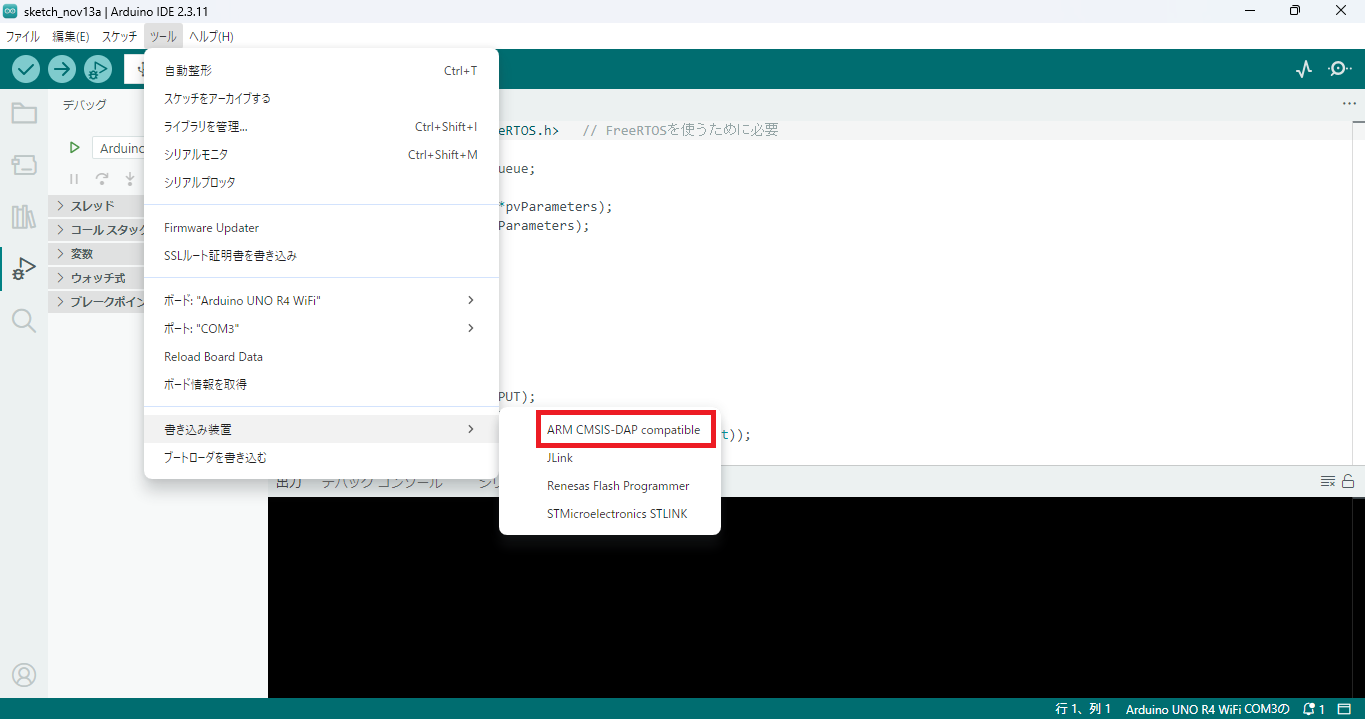 sketch_nov13a | Arduino IDE 2.3.11
ファイル 編集(E) スケッチ ツール ヘルプ(H)
自動整形 Ctrl+T
スケッチをアーカイブする
ライブラリを管理... Ctrl+Shift+I
シリアルモニタ Ctrl+Shift+M
シリアルプロッタ
Firmware Updater
SSLルート証明書を書き込み
ボード: "Arduino UNO R4 WiFi"
ポート: "COM3"
Reload Board Data
ボード情報を取得
書き込み装置
ブートローダを書き込む
ARM CMSIS-DAP compatible
JLink
Renesas Flash Programmer
STMicroelectronics STLINK
デバッグ
Arduino
スレッド
コール スタック
変数
ウォッチ式
ブレークポイン
eRTOS.h> // FreeRTOSを使うために必要
ueue;
*pvParameters);
Parameters);
PUT);
t));
出力 デバッグ コンソール シリ
行 1、列 1 Arduino UNO R4 WiFi COM3の 1